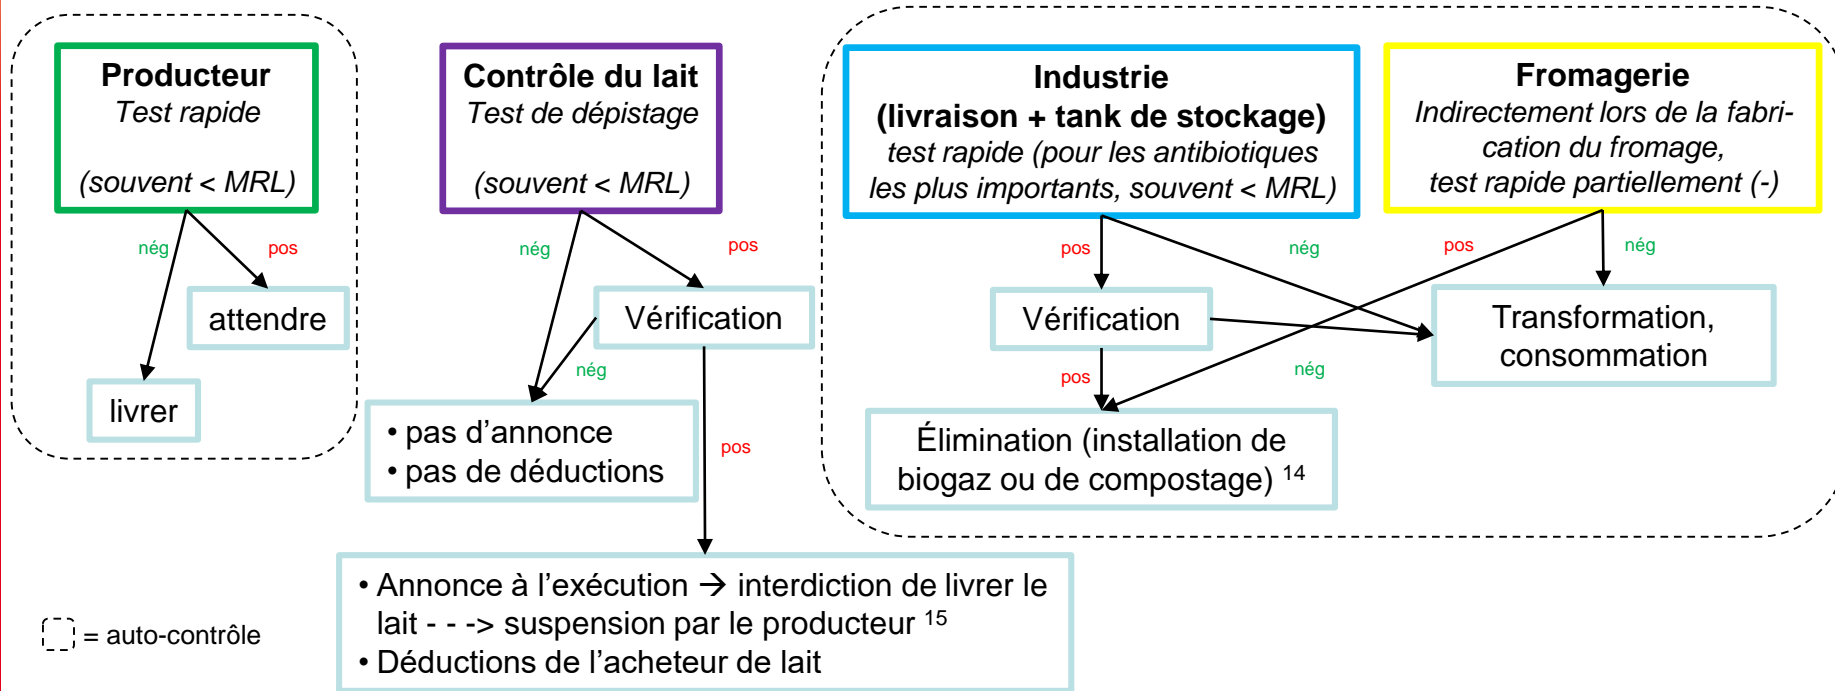 Producteur
Test rapide
(souvent < MRL)
nég
pos
attendre
livrer
Contrôle du lait
Test de dépistage
(souvent < MRL)
nég
pos
Vérification
nég
pos
• pas d’annonce
• pas de déductions
• Annonce à l’exécution → interdiction de livrer le
lait - - -> suspension par le producteur 15
• Déductions de l’acheteur de lait
Industrie
(livraison + tank de stockage)
test rapide (pour les antibiotiques
les plus importants, souvent < MRL)
pos
nég
Vérification
pos
nég
Élimination (installation de
biogaz ou de compostage) 14
Fromagerie
Indirectement lors de la fabri-
cation du fromage,
test rapide partiellement (-)
pos
nég
Transformation,
consommation
= auto-contrôle